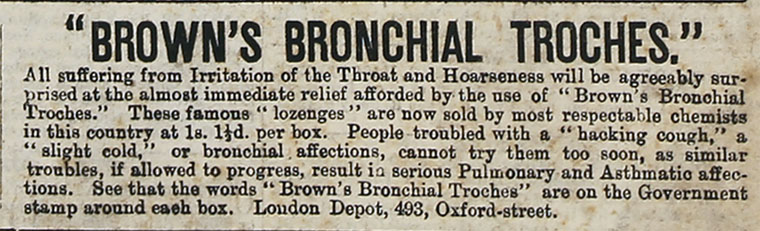 "BROWN'S BRONCHIAL TROCHES."
All suffering from Irritation of the Throat and Hoarseness will be agreeably sur-
prised at the almost immediate relief afforded by the use of "Brown's Bronchial
Troches." These famous "lozenges" are now sold by most respectable chemists
in this country at 1s. 1½d. per box. People troubled with a "hacking cough," a
"slight cold," or bronchial affections, cannot try them too soon, as similar
troubles, if allowed to progress, result in serious Pulmonary and Asthmatic affec-
tions. See that the words "Brown's Bronchial Troches" are on the Government
stamp around each box. London Depot, 493, Oxford-street.